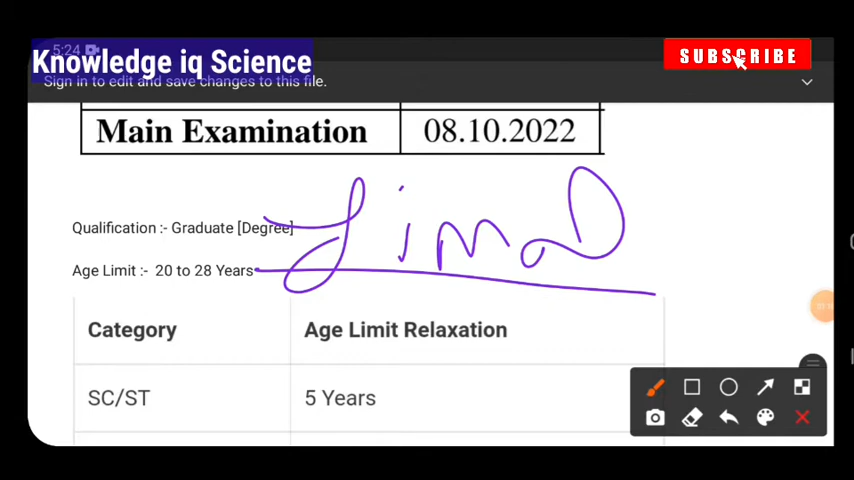 5:24
Knowledge iq Science
SUBSCRIBE
Sign in to edit and save changes to this file.
Main Examination 08.10.2022
Qualification :- Graduate [Degree]
Age Limit :- 20 to 28 Years
Category Age Limit Relaxation
SC/ST 5 Years